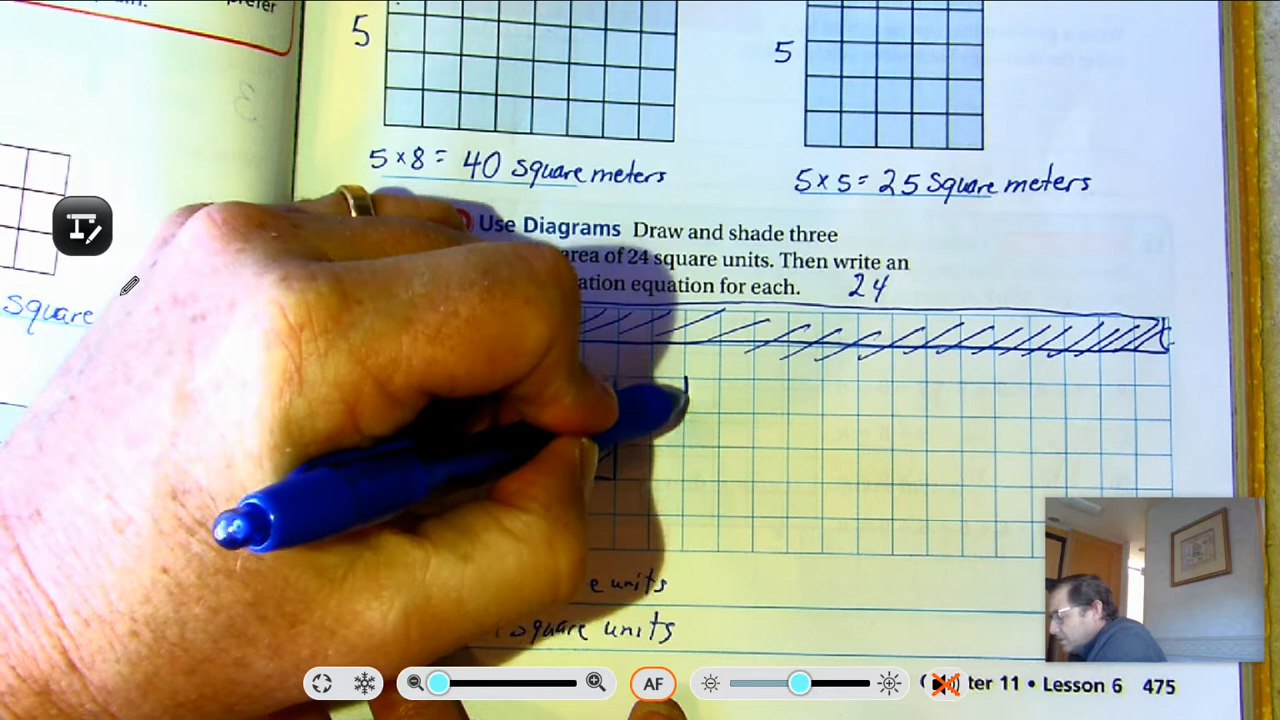 5
5
5 × 8 = 40 square meters
5 × 5 = 25 Square meters
square
Use Diagrams Draw and shade three
area of 24 square units. Then write an
equation for each. 24
units
square units
AF
11 • Lesson 6 475